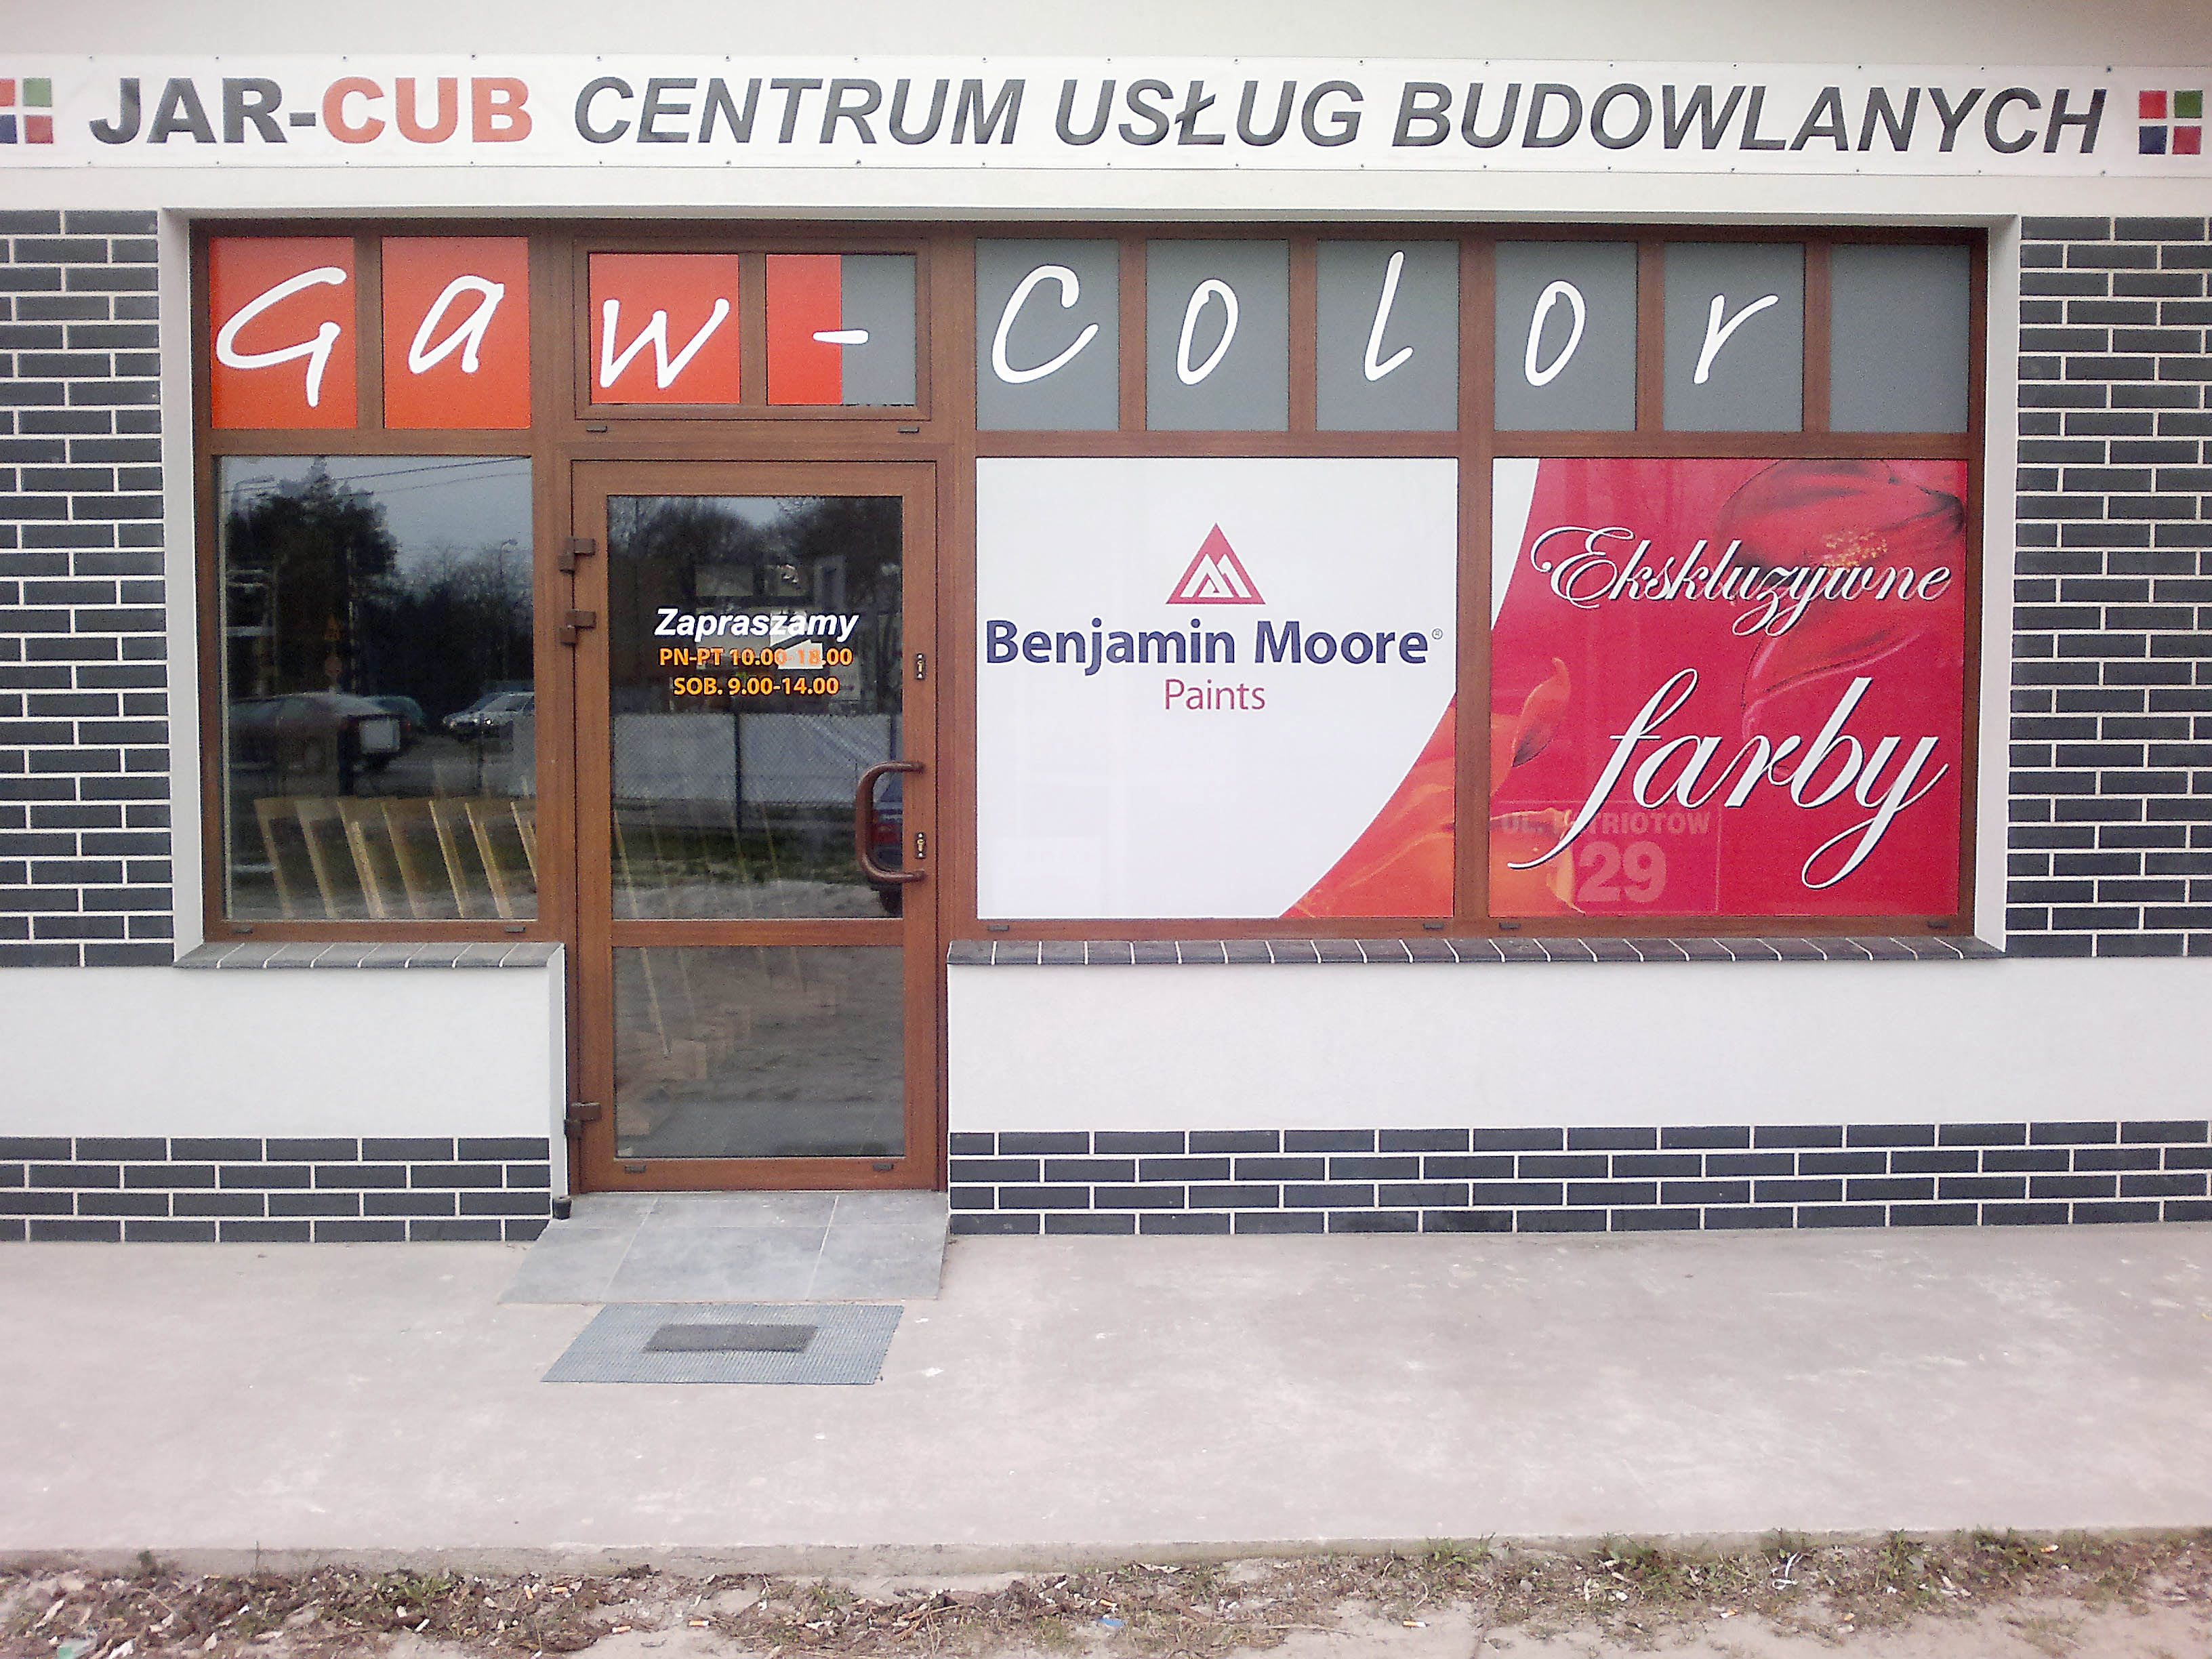 JAR-CUB CENTRUM USŁUG BUDOWLANYCH
Gaw-Color
Zapraszamy
PN-PT 10.00-18.00
SOB. 9.00-14.00
Benjamin Moore®
Paints
Ekskluzywne
farby
UL.
29